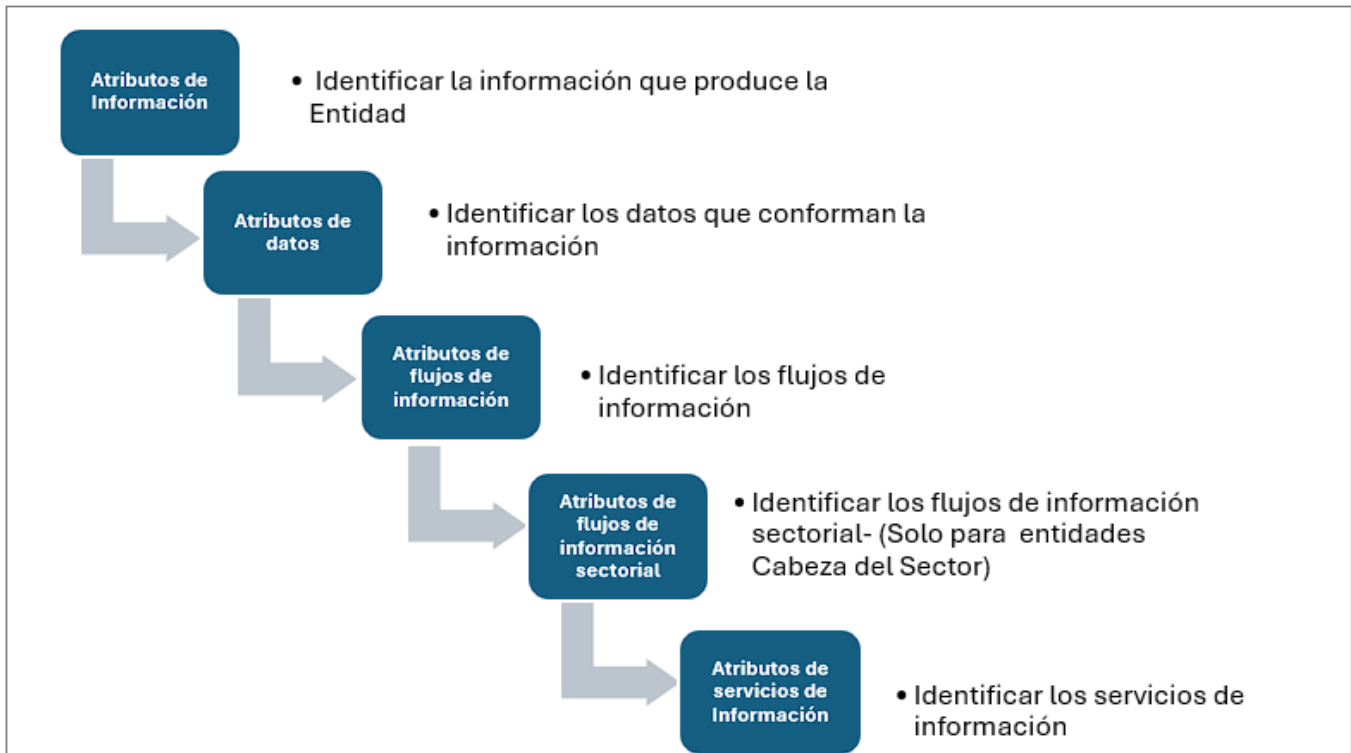 Atributos de
Información
• Identificar la información que produce la
Entidad
Atributos de
datos
• Identificar los datos que conforman la
información
Atributos de
flujos de
información
• Identificar los flujos de
información
Atributos de
flujos de
información
sectorial
• Identificar los flujos de información
sectorial- (Solo para entidades
Cabeza del Sector)
Atributos de
servicios de
Información
• Identificar los servicios de
información